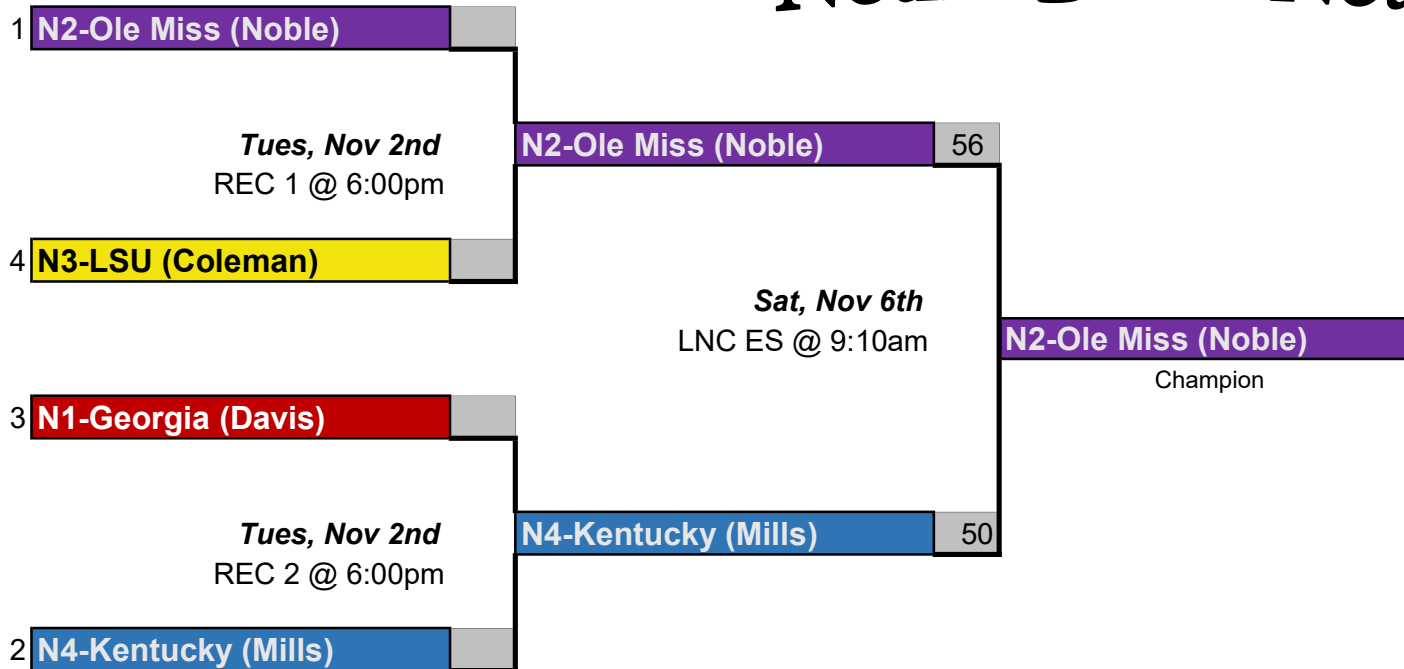 1 N2-Ole Miss (Noble)
Tues, Nov 2nd
REC 1 @ 6:00pm
N2-Ole Miss (Noble) 56
4 N3-LSU (Coleman)
Sat, Nov 6th
LNC ES @ 9:10am
N2-Ole Miss (Noble)
Champion
3 N1-Georgia (Davis)
Tues, Nov 2nd
REC 2 @ 6:00pm
N4-Kentucky (Mills) 50
2 N4-Kentucky (Mills)